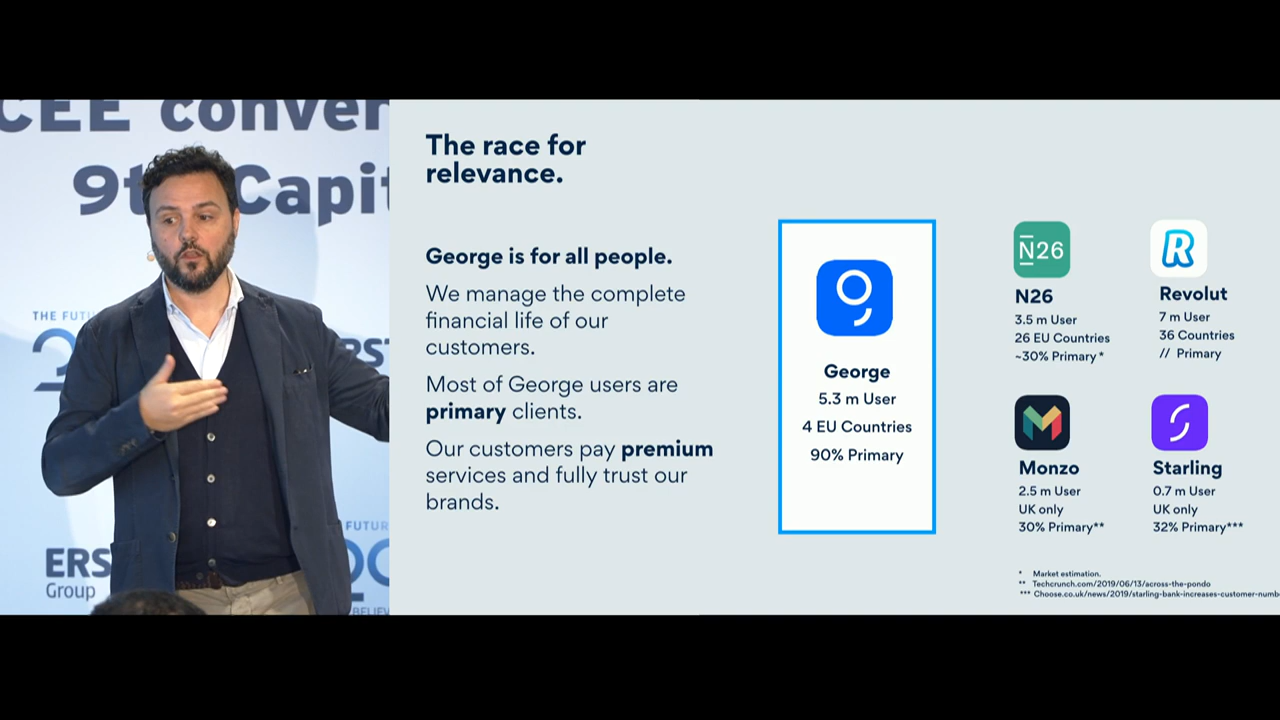 CEE conver
9t Capit
THE FUTU
2
ERST
ERS
Group
FUTUR
20
BELIEV
The race for
relevance.
George is for all people.
We manage the complete
financial life of our
customers.
Most of George users are
primary clients.
Our customers pay premium
services and fully trust our
brands.
g
George
5.3 m User
4 EU Countries
90% Primary
N26
N26
3.5 m User
26 EU Countries
~30% Primary *
R
Revolut
7 m User
36 Countries
// Primary
M
Monzo
2.5 m User
UK only
30% Primary**
S
Starling
0.7 m User
UK only
32% Primary***
* Market estimation.
** Techcrunch.com/2019/06/13/across-the-pondo
*** Choose.co.uk/news/2019/starling-bank-increases-customer-numb